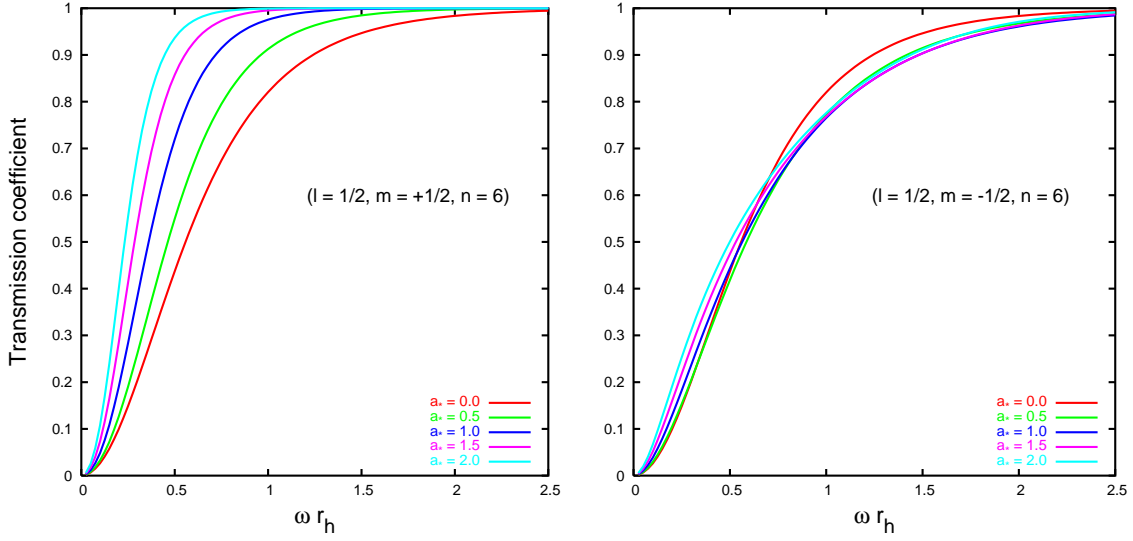 Transmission coefficient
1
0.9
0.8
0.7
0.6
0.5
0.4
0.3
0.2
0.1
0
(l = 1/2, m = +1/2, n = 6)
a⋆ = 0.0
a⋆ = 0.5
a⋆ = 1.0
a⋆ = 1.5
a⋆ = 2.0
0 0.5 1 1.5 2 2.5
ω r_h
1
0.9
0.8
0.7
0.6
0.5
0.4
0.3
0.2
0.1
0
(l = 1/2, m = -1/2, n = 6)
a⋆ = 0.0
a⋆ = 0.5
a⋆ = 1.0
a⋆ = 1.5
a⋆ = 2.0
0 0.5 1 1.5 2 2.5
ω r_h